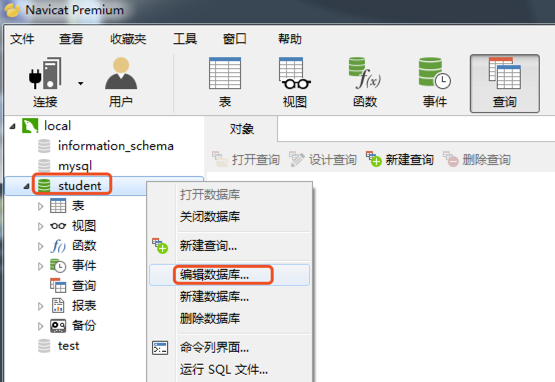 Navicat Premium
文件 查看 收藏夹 工具 窗口 帮助
连接 用户 表 视图 函数 事件 查询
local
information_schema
mysql
student
表
视图
函数
事件
查询
报表
备份
test
对象
打开查询 设计查询 新建查询 删除查询
打开数据库
关闭数据库
新建查询...
编辑数据库...
新建数据库...
删除数据库
命令列界面...
运行 SQL 文件...